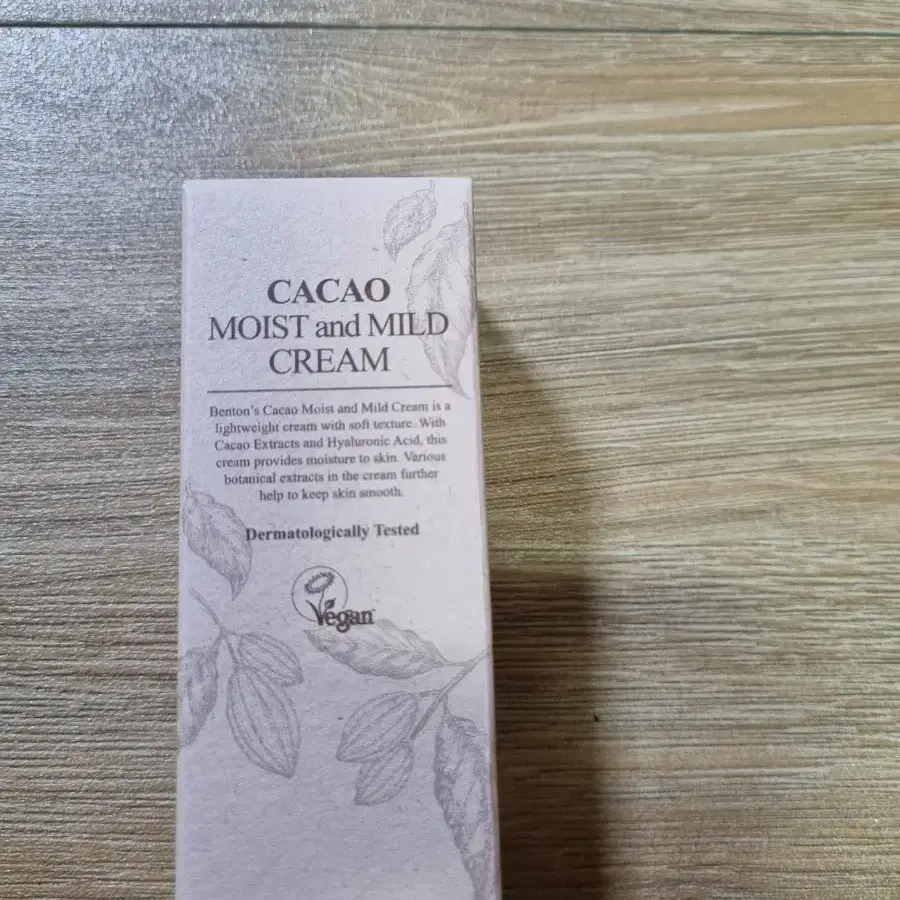 CACAO
MOIST and MILD
CREAM
Benton's Cacao Moist and Mild Cream is a
lightweight cream with soft texture. With
Cacao Extracts and Hyaluronic Acid, this
cream provides moisture to skin. Various
botanical extracts in the cream further
help to keep skin smooth.
Dermatologically Tested
Vegan